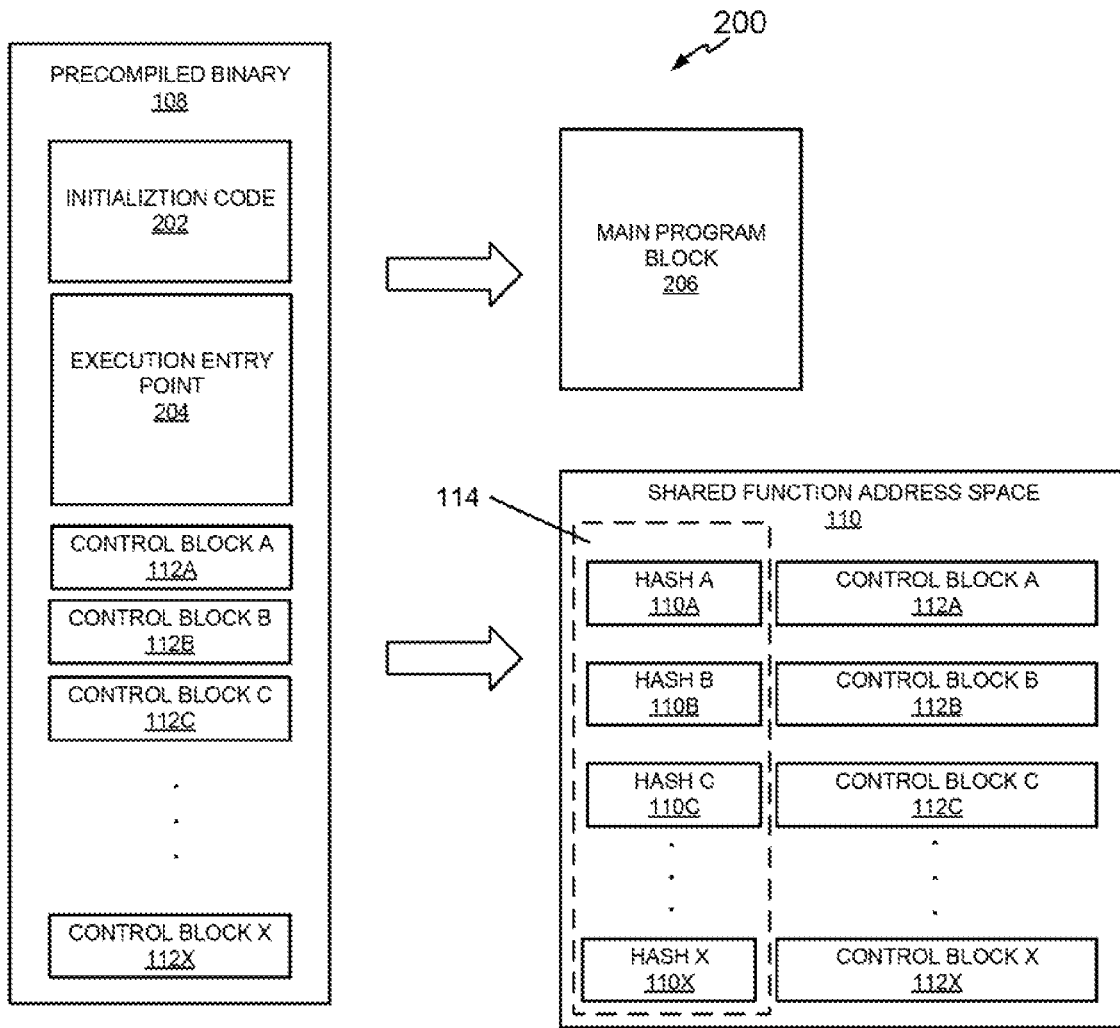 200
PRECOMPILED BINARY
108
INITIALIZTION CODE
202
EXECUTION ENTRY
POINT
204
CONTROL BLOCK A
112A
CONTROL BLOCK B
112B
CONTROL BLOCK C
112C
CONTROL BLOCK X
112X
MAIN PROGRAM
BLOCK
206
114
SHARED FUNCTION ADDRESS SPACE
110
HASH A
110A
CONTROL BLOCK A
112A
HASH B
110B
CONTROL BLOCK B
112B
HASH C
110C
CONTROL BLOCK C
112C
HASH X
110X
CONTROL BLOCK X
112X